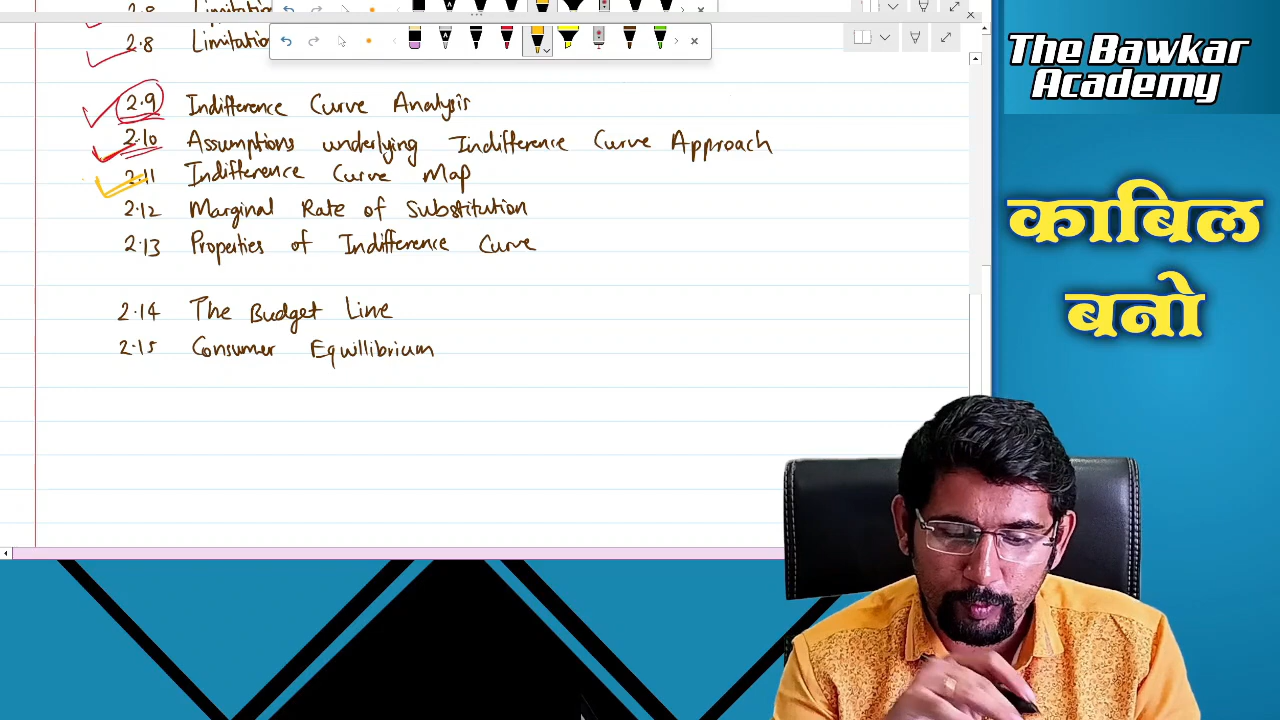 2.8 Limitation
2.9 Indifference Curve Analysis
2.10 Assumptions underlying Indifference Curve Approach
2.11 Indifference Curve Map
2.12 Marginal Rate of Substitution
2.13 Properties of Indifference Curve
2.14 The Budget Line
2.15 Consumer Equillibrium
The Bawkar
Academy
काबिल
बनो